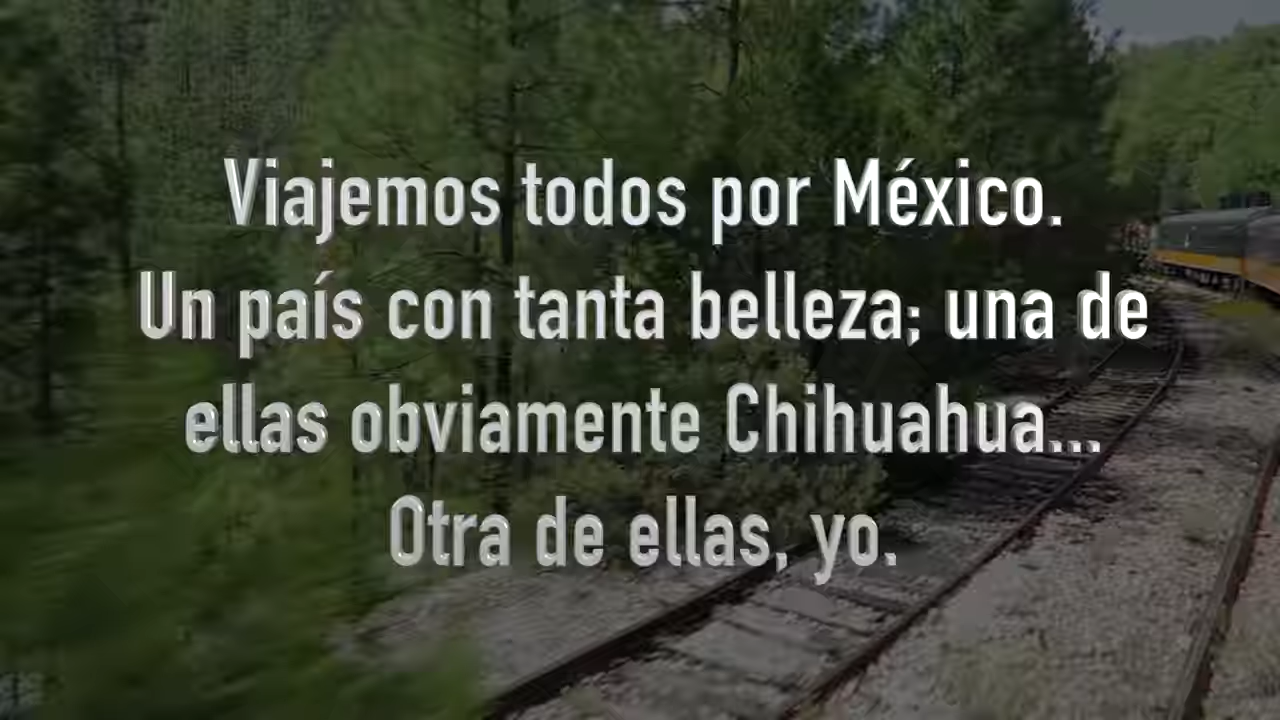 Viajemos todos por México.
Un país con tanta belleza; una de
ellas obviamente Chihuahua...
Otra de ellas, yo.